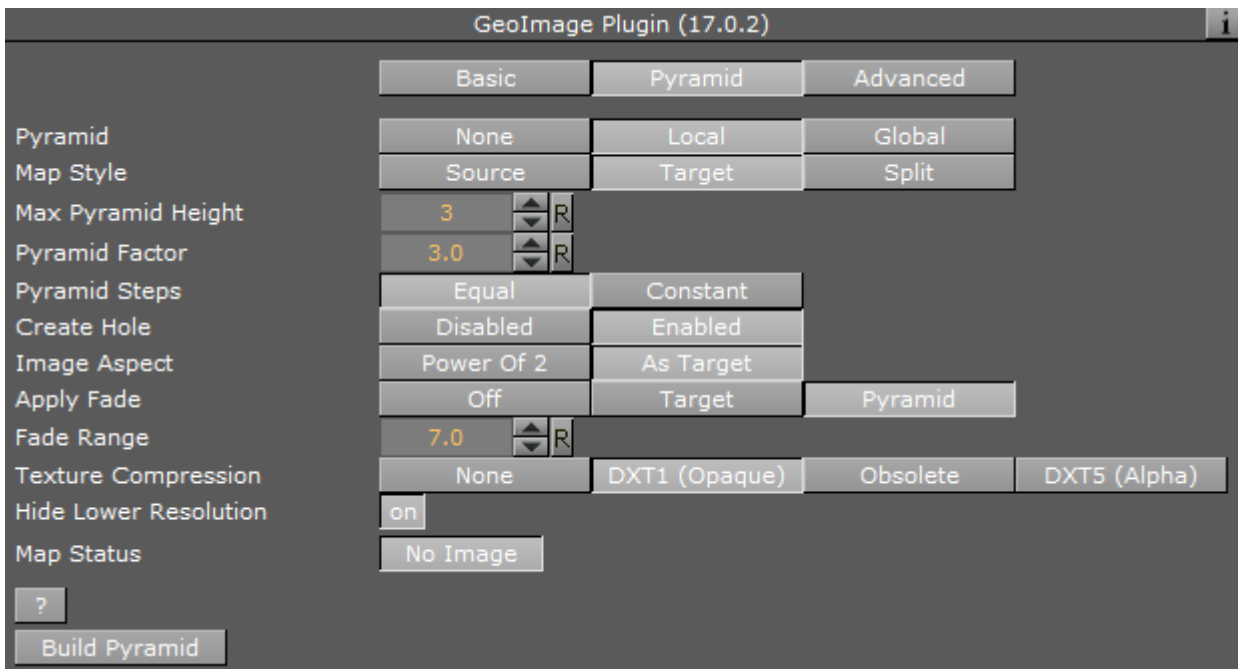 GeoImage Plugin (17.0.2) i
Basic Pyramid Advanced
Pyramid None Local Global
Map Style Source Target Split
Max Pyramid Height 3 R
Pyramid Factor 3.0 R
Pyramid Steps Equal Constant
Create Hole Disabled Enabled
Image Aspect Power Of 2 As Target
Apply Fade Off Target Pyramid
Fade Range 7.0 R
Texture Compression None DXT1 (Opaque) Obsolete DXT5 (Alpha)
Hide Lower Resolution on
Map Status No Image
?
Build Pyramid